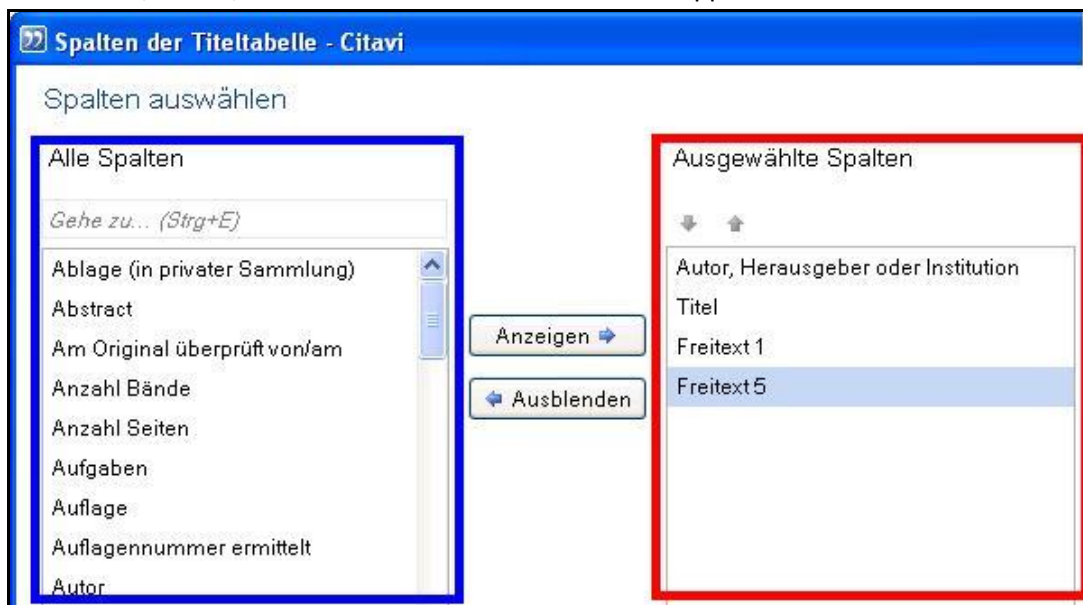 Spalten der Titeltabelle - Citavi
Spalten auswählen
Alle Spalten
Gehe zu... (Strg+E)
Ablage (in privater Sammlung)
Abstract
Am Original überprüft von/am
Anzahl Bände
Anzahl Seiten
Aufgaben
Auflage
Auflagennummer ermittelt
Autor
Anzeigen
Ausblenden
Ausgewählte Spalten
Autor, Herausgeber oder Institution
Titel
Freitext 1
Freitext 5